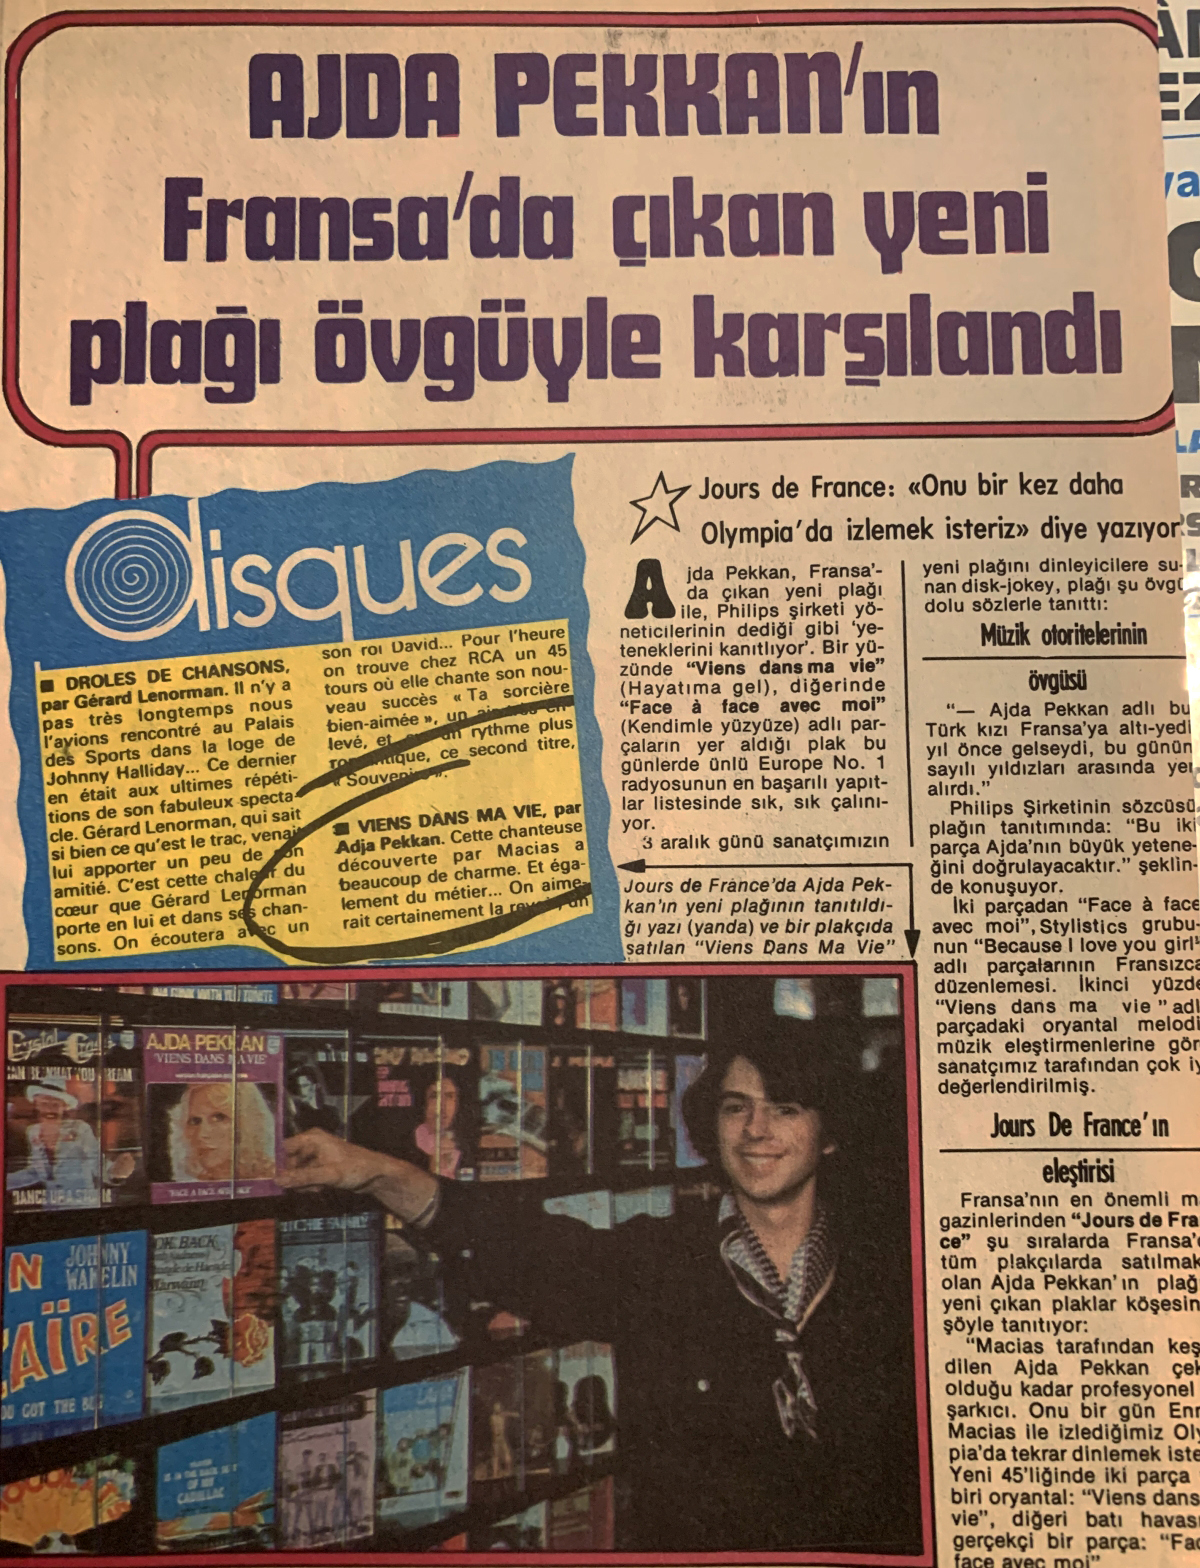 AJDA PEKKAN'ın
Fransa'da çıkan yeni
plağı övgüyle karşılandı
disques
■ DROLES DE CHANSONS,
par Gérard Lenorman. Il n'y a
pas très longtemps nous
l'avions rencontré au Palais
des Sports dans la loge de
Johnny Halliday... Ce dernier
en était aux ultimes répéti-
tions de son fabuleux specta-
cle. Gérard Lenorman, qui sait
si bien ce qu'est le trac, venait
lui apporter un peu de son
amitié. C'est cette chaleur du
cœur que Gérard Lenorman
porte en lui et dans ses chan-
sons. On écoutera avec un
son roi David... Pour l'heure
on trouve chez RCA un 45
tours où elle chante son nou-
veau succès « Ta sorcière
bien-aimée », un
levé, et rythme plus
romantique, ce second titre,
« Souvenirs ».
■ VIENS DANS MA VIE, par
Adja Pekkan. Cette chanteuse
découverte par Macias a
beaucoup de charme. Et éga-
lement du métier... On aime-
rait certainement la un
☆ Jours de France: «Onu bir kez daha
Olympia'da izlemek isteriz» diye yazıyor
Ajda Pekkan, Fransa'-
da çıkan yeni plağı
ile, Philips şirketi yö-
neticilerinin dediği gibi 'ye-
teneklerini kanıtlıyor'. Bir yü-
zünde "Viens dans ma vie"
(Hayatıma gel), diğerinde
"Face à face avec moi"
(Kendimle yüzyüze) adlı par-
çaların yer aldığı plak bu
günlerde ünlü Europe No. 1
radyosunun en başarılı yapıt-
lar listesinde sık, sık çalını-
yor.
3 aralık günü sanatçımızın
Jours de France'da Ajda Pek-
kan'ın yeni plağının tanıtıldı-
ğı yazı (yanda) ve bir plakçıda
satılan "Viens Dans Ma Vie"
yeni plağını dinleyicilere su-
nan disk-jokey, plağı şu övgü
dolu sözlerle tanıttı:
Müzik otoritelerinin
övgüsü
"— Ajda Pekkan adlı bu
Türk kızı Fransa'ya altı-yedi
yıl önce gelseydi, bu günün
sayılı yıldızları arasında yer
alırdı."
Philips Şirketinin sözcüsü
plağın tanıtımında: "Bu iki
parça Ajda'nın büyük yetene-
ğini doğrulayacaktır." şeklin-
de konuşuyor.
İki parçadan "Face à face
avec moi", Stylistics grubu-
nun "Because I love you girl"
adlı parçalarının Fransızca
düzenlemesi. İkinci yüzde
"Viens dans ma vie" adlı
parçadaki oryantal melodi
müzik eleştirmenlerine gör
sanatçımız tarafından çok iy
değerlendirilmiş.
Jours De France'ın
eleştirisi
Fransa'nın en önemli m
gazinlerinden "Jours de Fra
ce" şu sıralarda Fransa'
tüm plakçılarda satılmak
olan Ajda Pekkan'ın plağ
yeni çıkan plaklar köşesin
şöyle tanıtıyor:
"Macias tarafından keş
dilen Ajda Pekkan çek
olduğu kadar profesyonel
şarkıcı. Onu bir gün Enr
Macias ile izlediğimiz Oly
pia'da tekrar dinlemek iste
Yeni 45'liğinde iki parça
biri oryantal: "Viens dans
vie", diğeri batı havası
gerçekçi bir parça: "Fa
face avec moi"
AJDA PEKKAN
'VIENS DANS MA VIE'
JOHNNY
WAMELIN
AÏRE
CADILLAC